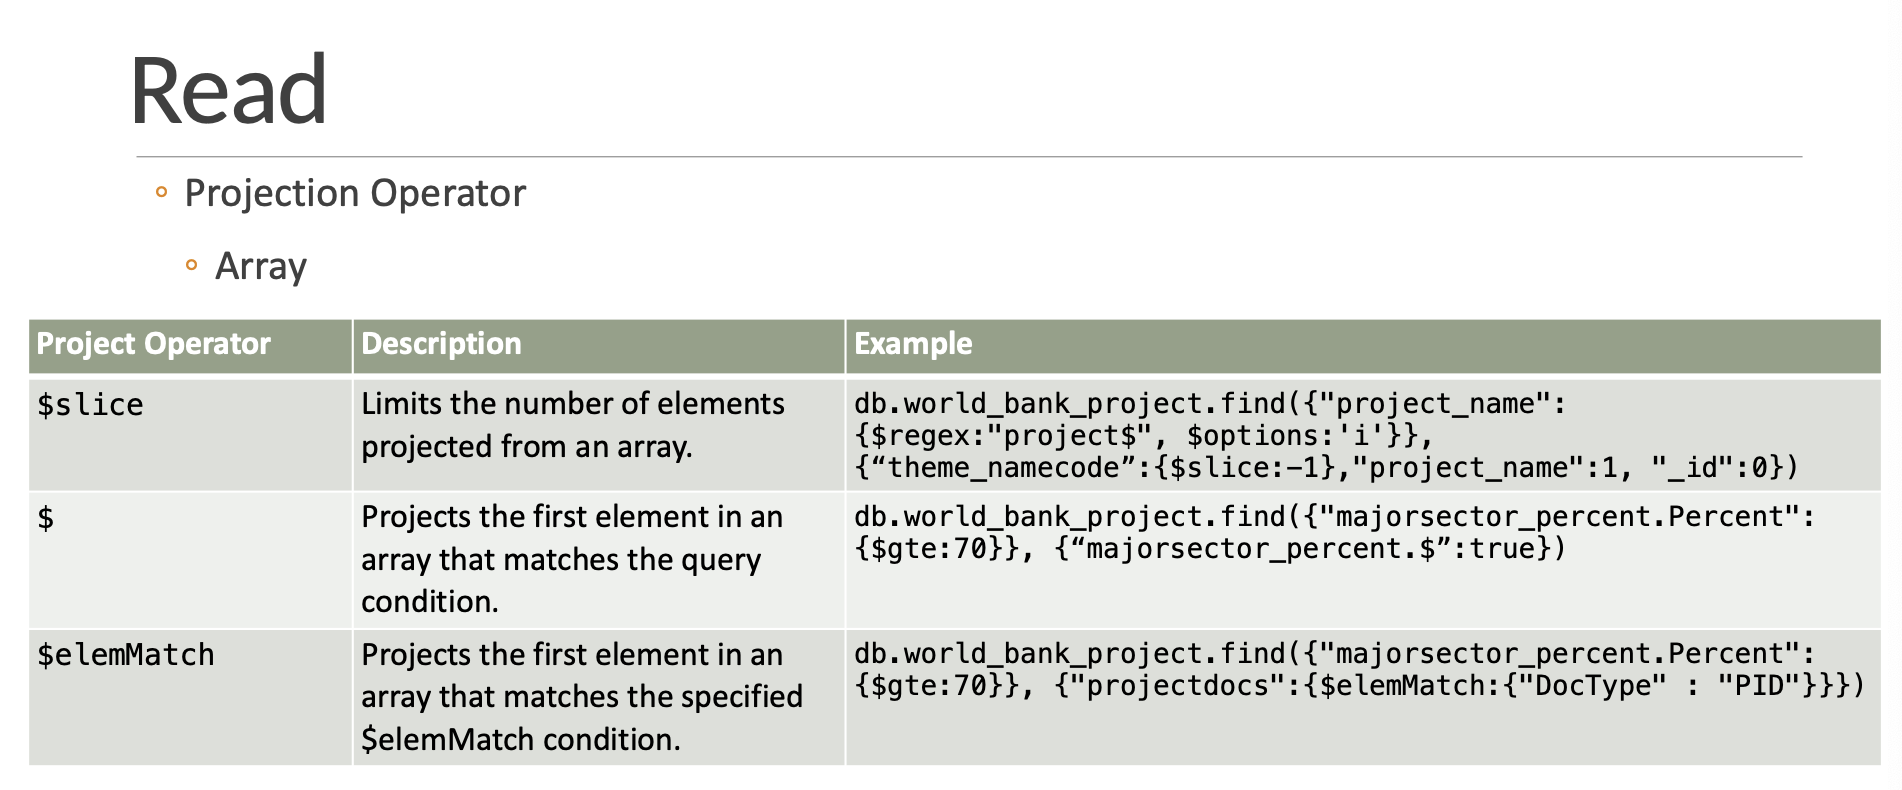 Read
Projection Operator
Array
Project Operator
Description
Example
$slice
Limits the number of elements
projected from an array.
db.world_bank_project.find({"project_name":
{$regex:"project$", $options:'i'}},
{“theme_namecode”:{$slice:-1},"project_name":1, "_id":0})
$
Projects the first element in an
array that matches the query
condition.
db.world_bank_project.find({"majorsector_percent.Percent":
{$gte:70}}, {“majorsector_percent.$”:true})
$elemMatch
Projects the first element in an
array that matches the specified
$elemMatch condition.
db.world_bank_project.find({"majorsector_percent.Percent":
{$gte:70}}, {"projectdocs":{$elemMatch:{"DocType" : "PID"}}})